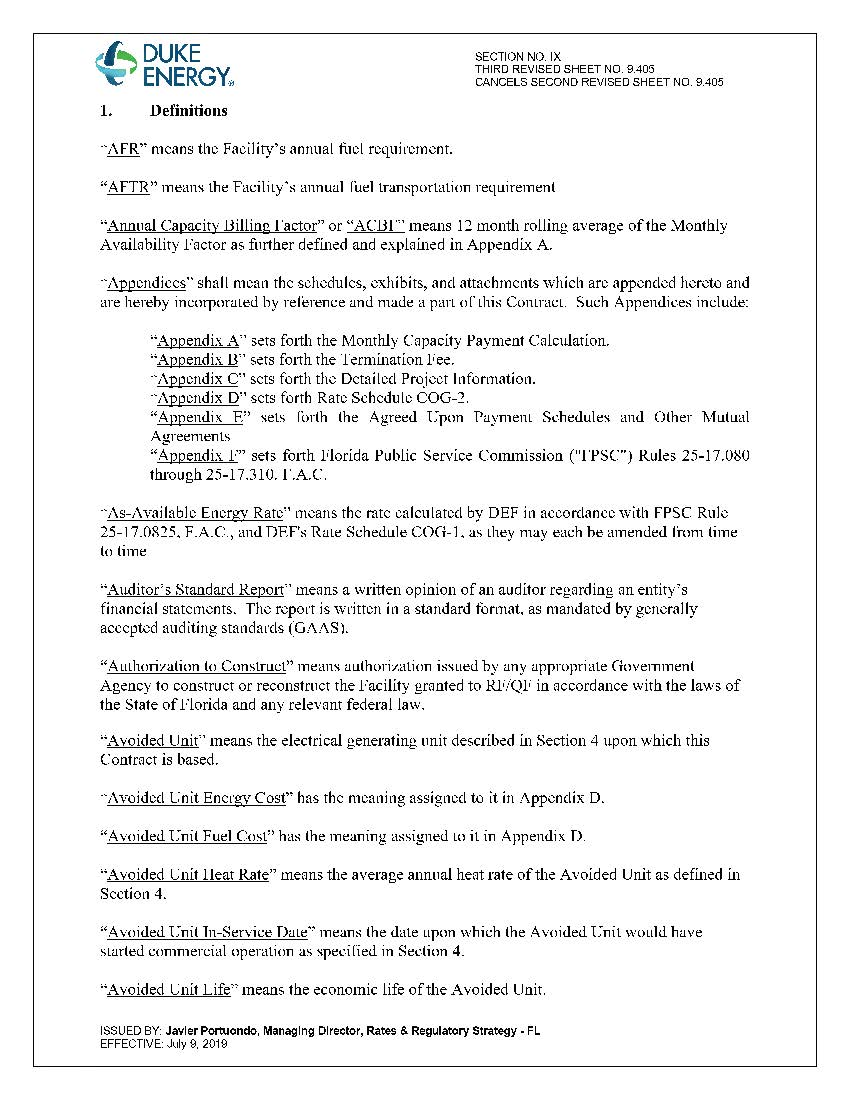 DUKE
ENERGY®
SECTION NO. IX
THIRD REVISED SHEET NO. 9.405
CANCELS SECOND REVISED SHEET NO. 9.405
1. Definitions
“AFR” means the Facility’s annual fuel requirement.
“AFTR” means the Facility’s annual fuel transportation requirement
“Annual Capacity Billing Factor” or “ACBF” means 12 month rolling average of the Monthly
Availability Factor as further defined and explained in Appendix A.
“Appendices” shall mean the schedules, exhibits, and attachments which are appended hereto and
are hereby incorporated by reference and made a part of this Contract. Such Appendices include:
“Appendix A” sets forth the Monthly Capacity Payment Calculation.
“Appendix B” sets forth the Termination Fee.
“Appendix C” sets forth the Detailed Project Information.
“Appendix D” sets forth Rate Schedule COG-2.
“Appendix E” sets forth the Agreed Upon Payment Schedules and Other Mutual
Agreements
“Appendix F” sets forth Florida Public Service Commission ("FPSC") Rules 25-17.080
through 25-17.310, F.A.C.
“As-Available Energy Rate” means the rate calculated by DEF in accordance with FPSC Rule
25-17.0825, F.A.C., and DEF's Rate Schedule COG-1, as they may each be amended from time
to time
“Auditor’s Standard Report” means a written opinion of an auditor regarding an entity’s
financial statements. The report is written in a standard format, as mandated by generally
accepted auditing standards (GAAS).
“Authorization to Construct” means authorization issued by any appropriate Government
Agency to construct or reconstruct the Facility granted to RF/QF in accordance with the laws of
the State of Florida and any relevant federal law.
“Avoided Unit” means the electrical generating unit described in Section 4 upon which this
Contract is based.
“Avoided Unit Energy Cost” has the meaning assigned to it in Appendix D.
“Avoided Unit Fuel Cost” has the meaning assigned to it in Appendix D.
“Avoided Unit Heat Rate” means the average annual heat rate of the Avoided Unit as defined in
Section 4.
“Avoided Unit In-Service Date” means the date upon which the Avoided Unit would have
started commercial operation as specified in Section 4.
“Avoided Unit Life” means the economic life of the Avoided Unit.
ISSUED BY: Javier Portuondo, Managing Director, Rates & Regulatory Strategy - FL
EFFECTIVE: July 9, 2019